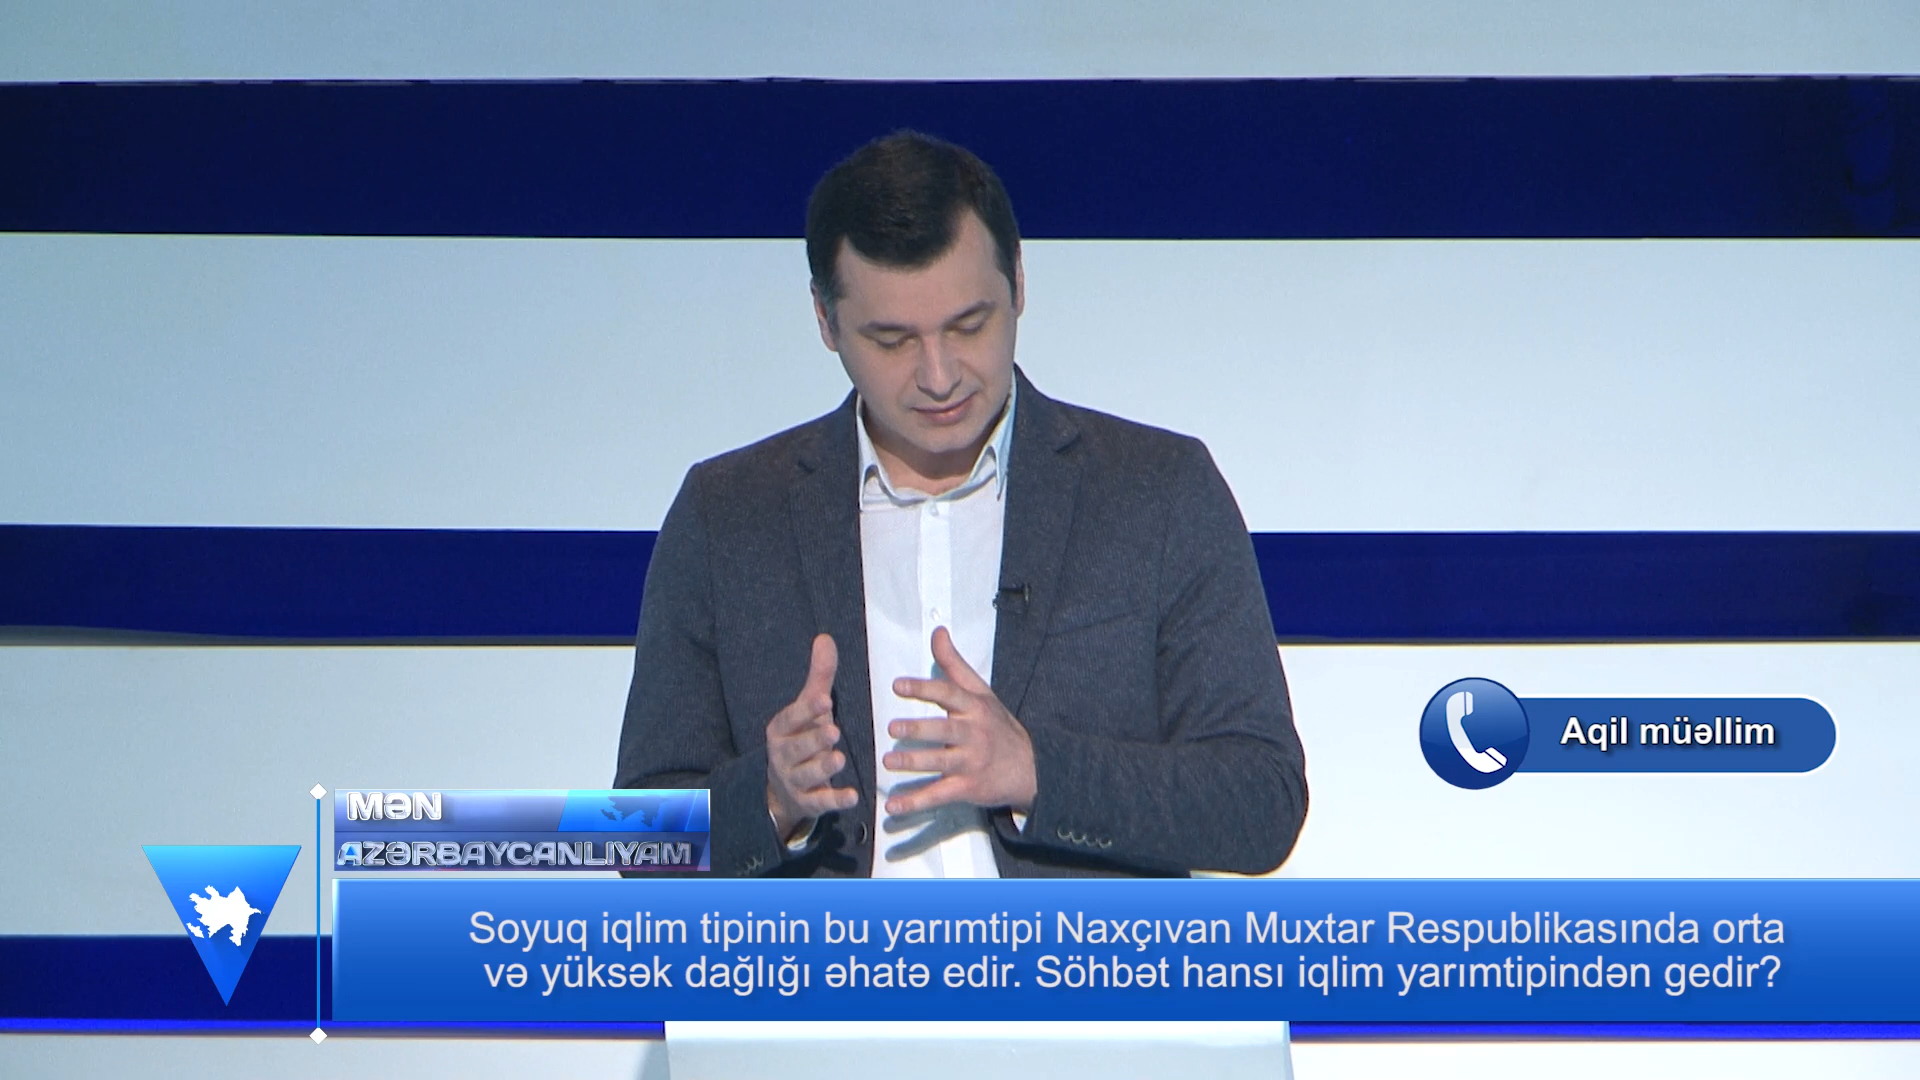 Aqil müəllim
MƏN
AZƏRBAYCANLIYAM
Soyuq iqlim tipinin bu yarımtipi Naxçıvan Muxtar Respublikasında orta
və yüksək dağlığı əhatə edir. Söhbət hansı iqlim yarımtipindən gedir?